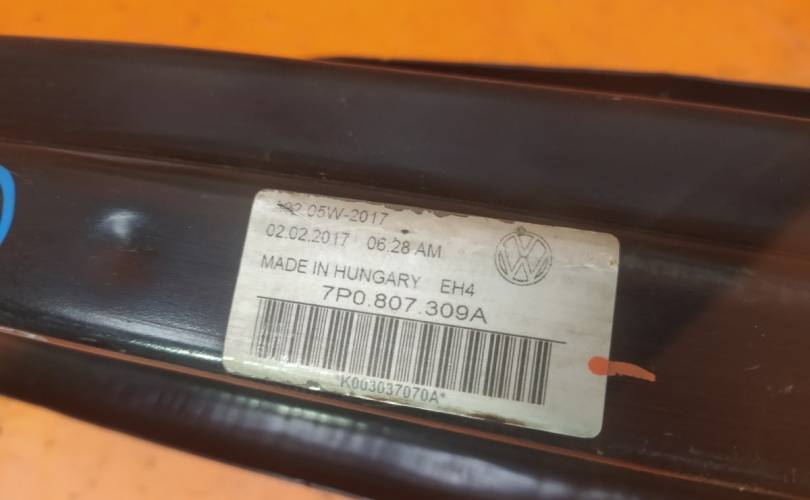 05W-2017
02.02.2017 06:28 AM
MADE IN HUNGARY EH4
7P0.807.309A
*K003037070A*